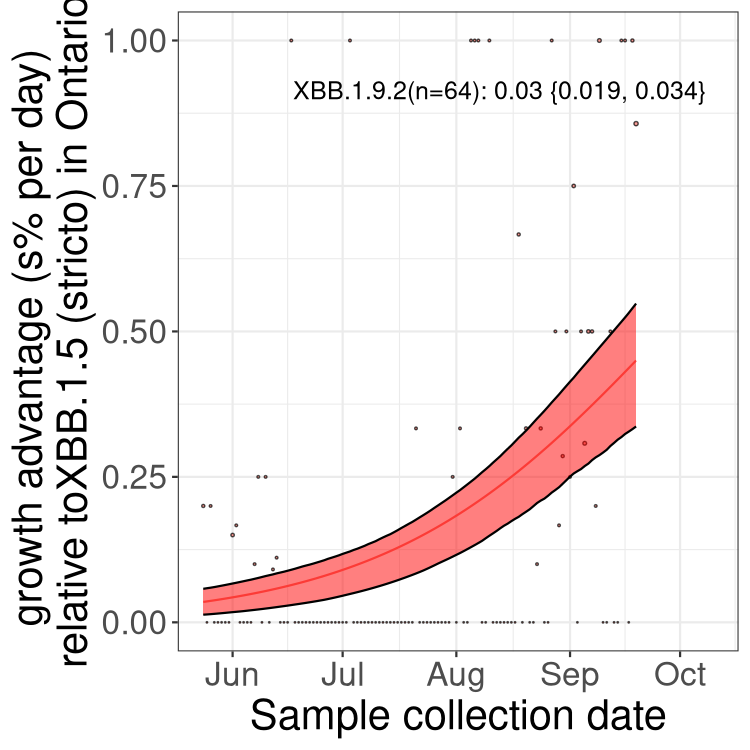 growth advantage (s% per day)
relative toXBB.1.5 (stricto) in Ontario
1.00
0.75
0.50
0.25
0.00
XBB.1.9.2(n=64): 0.03 {0.019, 0.034}
Jun Jul Aug Sep Oct
Sample collection date